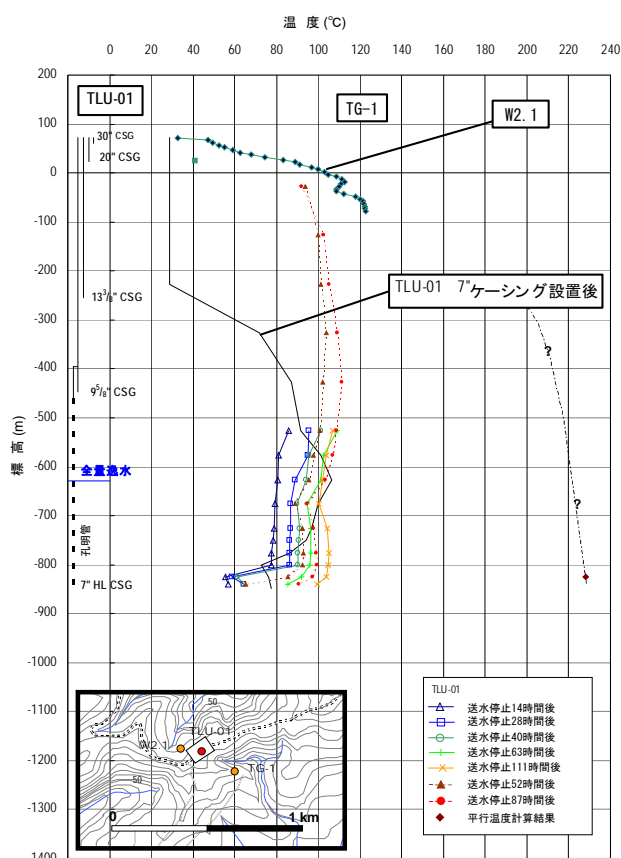 温 度 (℃)
-20 0 20 40 60 80 100 120 140 160 180 200 220 240
200
100
0
-100
-200
-300
-400
-500
-600
-700
-800
-900
-1000
-1100
-1200
-1300
-1400
標 高 (m)
TLU-01
TG-1
W2.1
30" CSG
20" CSG
13 3/8" CSG
TLU-01 7"ケーシング設置後
9 5/8" CSG
全量逸水
孔明管
7" HL CSG
?
?
50
TLU-01
W2.1
TG-1
50
0 1 km
TLU-01
送水停止14時間後
送水停止28時間後
送水停止40時間後
送水停止63時間後
送水停止111時間後
送水停止52時間後
送水停止87時間後
平行温度計算結果